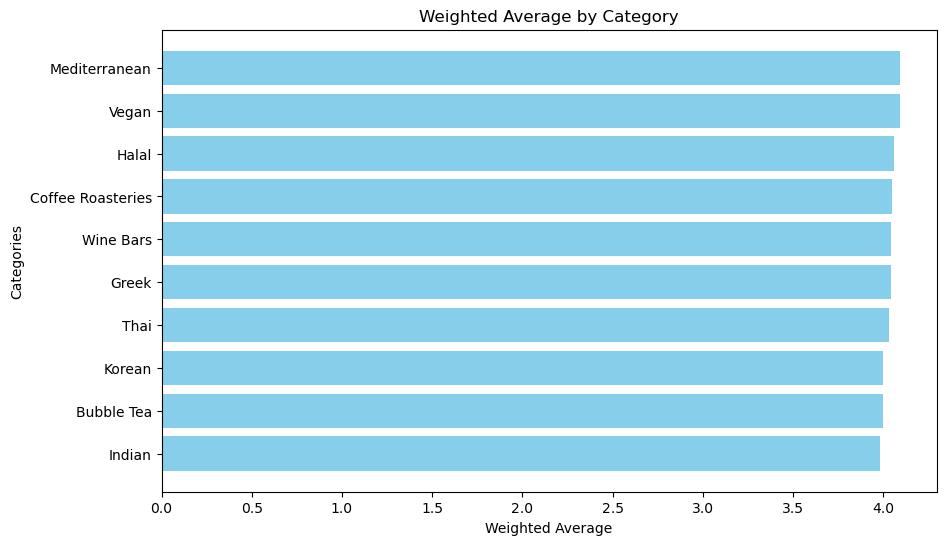 Weighted Average by Category
Categories
Mediterranean
Vegan
Halal
Coffee Roasteries
Wine Bars
Greek
Thai
Korean
Bubble Tea
Indian
0.0 0.5 1.0 1.5 2.0 2.5 3.0 3.5 4.0
Weighted Average